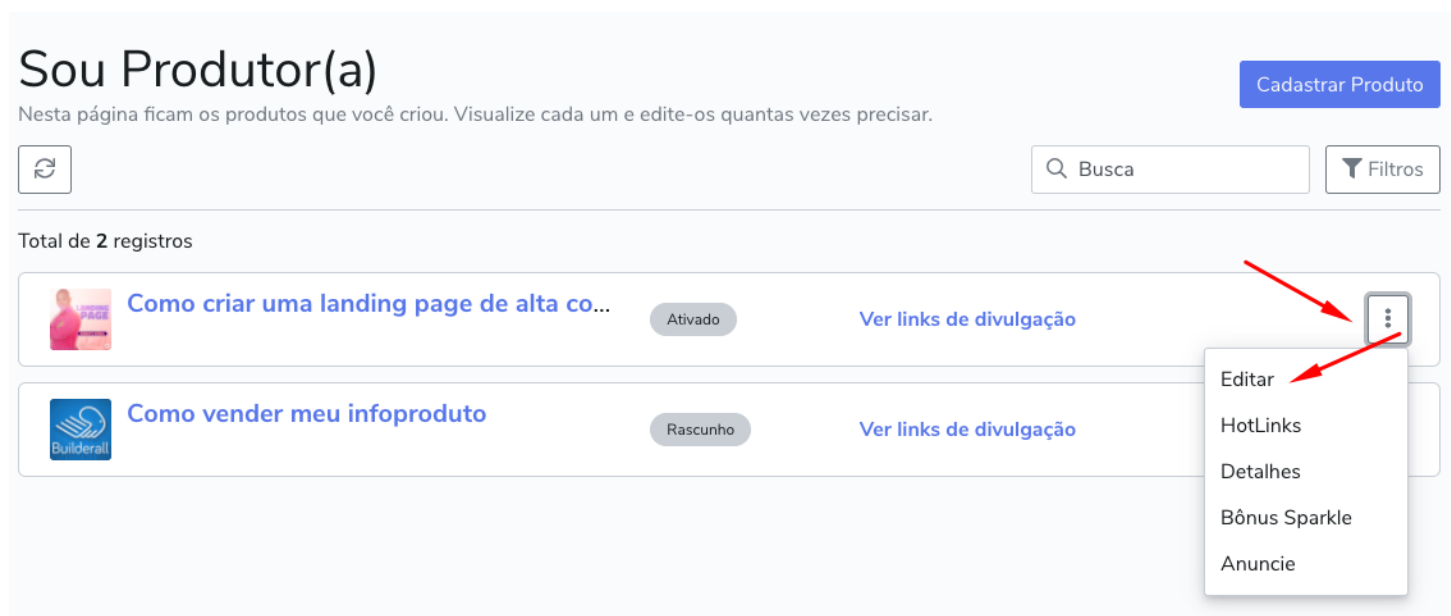 Sou Produtor(a)
Cadastrar Produto
Nesta página ficam os produtos que você criou. Visualize cada um e edite-os quantas vezes precisar.
Busca
Filtros
Total de 2 registros
LANDING
PAGE
Como criar uma landing page de alta co...
Ativado
Ver links de divulgação
Editar
HotLinks
Detalhes
Bônus Sparkle
Anuncie
Builderall
Como vender meu infoproduto
Rascunho
Ver links de divulgação